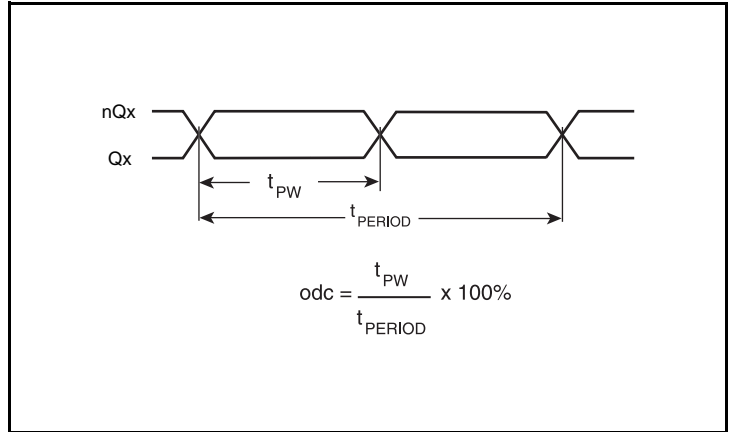 nQx
Qx
tPW
tPERIOD
odc = tPW / tPERIOD x 100%